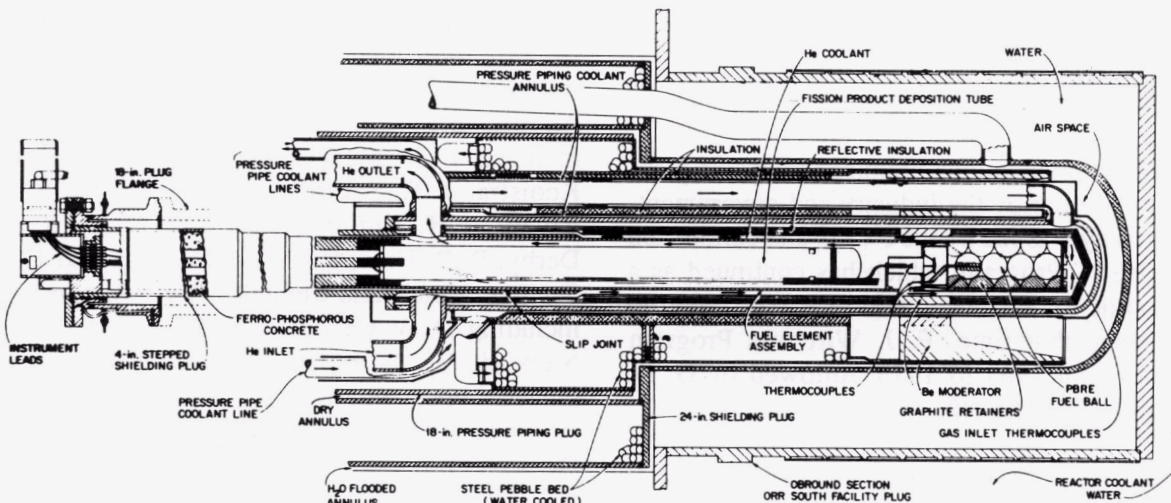 He COOLANT
WATER
PRESSURE PIPING COOLANT
ANNULUS
FISSION PRODUCT DEPOSITION TUBE
AIR SPACE
INSULATION
REFLECTIVE INSULATION
18-in. PLUG
FLANGE
PRESSURE
PIPE COOLANT
LINES
He OUTLET
FERRO-PHOSPHOROUS
CONCRETE
INSTRUMENT
LEADS
4-in. STEPPED
SHIELDING PLUG
He INLET
SLIP JOINT
FUEL ELEMENT
ASSEMBLY
THERMOCOUPLES
Be MODERATOR
PBRE
FUEL BALL
GRAPHITE RETAINERS
GAS INLET THERMOCOUPLES
PRESSURE PIPE
COOLANT LINE
DRY
ANNULUS
18-in. PRESSURE PIPING PLUG
24-in. SHIELDING PLUG
H2O FLOODED
ANNULUS
STEEL PEBBLE BED
(WATER COOLED)
OBROUND SECTION
ORR SOUTH FACILITY PLUG
REACTOR COOLANT
WATER